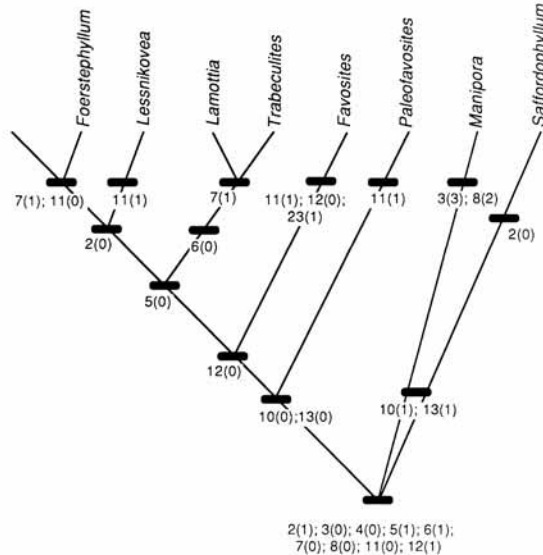 Foerstephyllum
Lessnikovea
Lamottia
Trabeculites
Favosites
Paleofavosites
Manipora
Saffordophyllum
7(1); 11(0)
11(1)
7(1)
11(1); 12(0);
23(1)
11(1)
3(3); 8(2)
2(0)
2(0)
6(0)
5(0)
12(0)
10(0);13(0)
10(1); 13(1)
2(1); 3(0); 4(0); 5(1); 6(1);
7(0); 8(0); 11(0); 12(1)